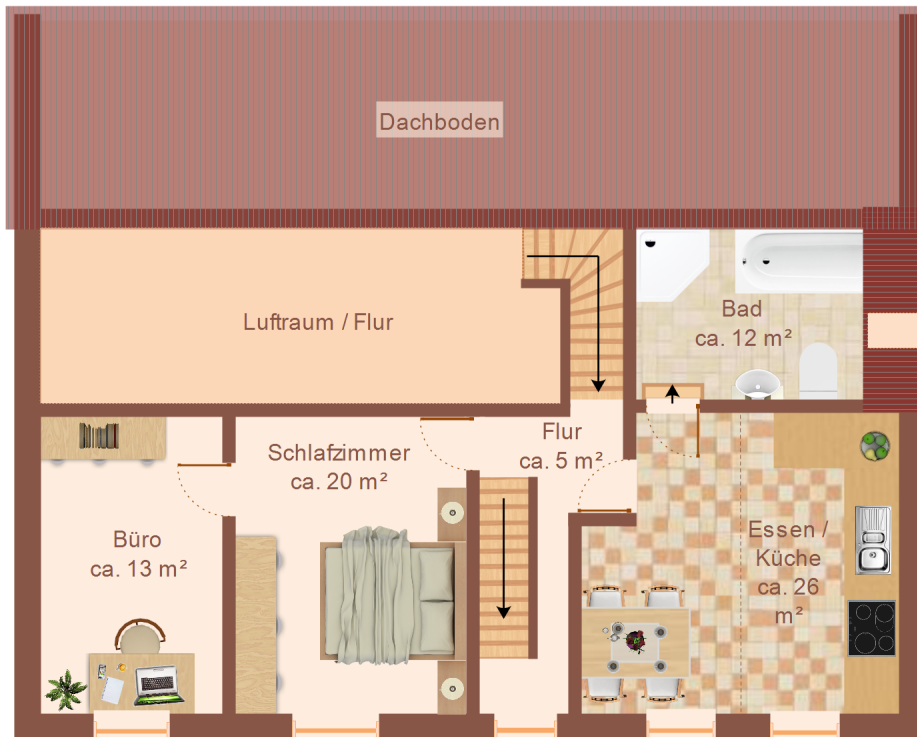 Dachboden
Luftraum / Flur
Bad
ca. 12 m²
Flur
ca. 5 m²
Schlafzimmer
ca. 20 m²
Büro
ca. 13 m²
Essen /
Küche
ca. 26
m²